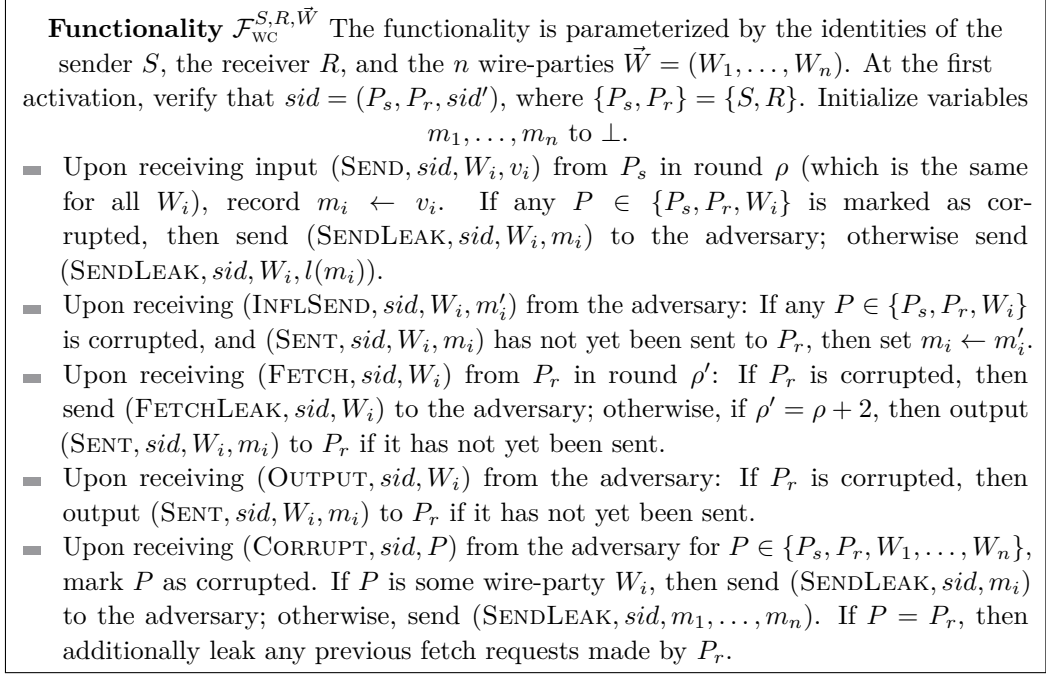 Functionality $\mathcal{F}_{\text{WC}}^{S,R,\vec{W}}$ The functionality is parameterized by the identities of the
sender $S$, the receiver $R$, and the $n$ wire-parties $\vec{W} = (W_1, \ldots, W_n)$. At the first
activation, verify that $sid = (P_s, P_r, sid')$, where $\{P_s, P_r\} = \{S, R\}$. Initialize variables
$m_1, \ldots, m_n$ to $\bot$.
Upon receiving input (SEND, $sid, W_i, v_i$) from $P_s$ in round $\rho$ (which is the same
for all $W_i$), record $m_i \leftarrow v_i$. If any $P \in \{P_s, P_r, W_i\}$ is marked as cor-
rupted, then send (SENDLEAK, $sid, W_i, m_i$) to the adversary; otherwise send
(SENDLEAK, $sid, W_i, l(m_i)$).
Upon receiving (INFLSEND, $sid, W_i, m_i'$) from the adversary: If any $P \in \{P_s, P_r, W_i\}$
is corrupted, and (SENT, $sid, W_i, m_i$) has not yet been sent to $P_r$, then set $m_i \leftarrow m_i'$.
Upon receiving (FETCH, $sid, W_i$) from $P_r$ in round $\rho'$: If $P_r$ is corrupted, then
send (FETCHLEAK, $sid, W_i$) to the adversary; otherwise, if $\rho' = \rho + 2$, then output
(SENT, $sid, W_i, m_i$) to $P_r$ if it has not yet been sent.
Upon receiving (OUTPUT, $sid, W_i$) from the adversary: If $P_r$ is corrupted, then
output (SENT, $sid, W_i, m_i$) to $P_r$ if it has not yet been sent.
Upon receiving (CORRUPT, $sid, P$) from the adversary for $P \in \{P_s, P_r, W_1, \ldots, W_n\}$,
mark $P$ as corrupted. If $P$ is some wire-party $W_i$, then send (SENDLEAK, $sid, m_i$)
to the adversary; otherwise, send (SENDLEAK, $sid, m_1, \ldots, m_n$). If $P = P_r$, then
additionally leak any previous fetch requests made by $P_r$.